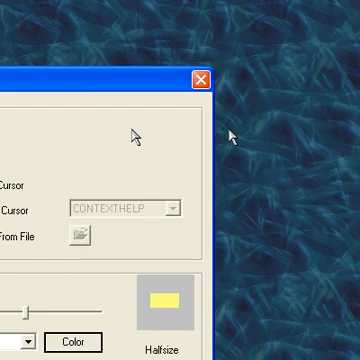 Cursor
Cursor
CONTEXTHELP
From File
Color
Halfsize